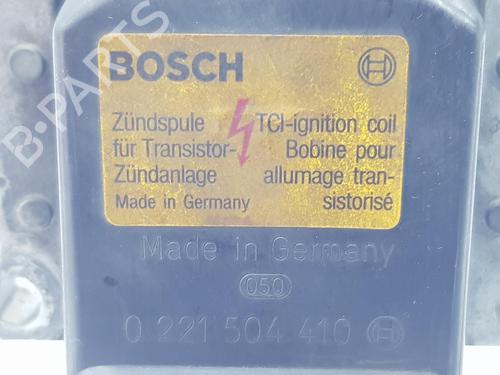 BOSCH
Zündspule TCI-ignition coil
für Transistor- Bobine pour
Zündanlage allumage tran-
Made in Germany sistorisé
Made in Germany
050
0 221 504 410
B-PARTS